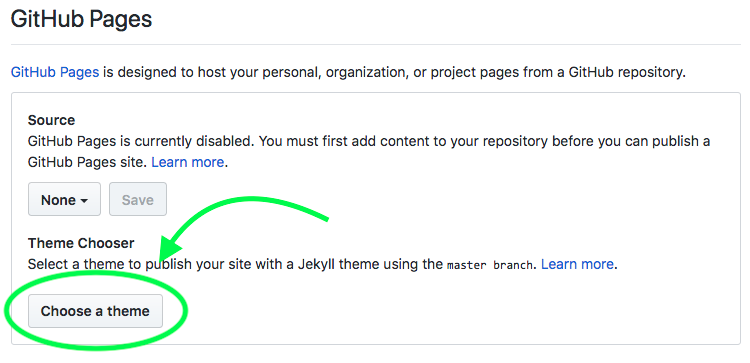 GitHub Pages
GitHub Pages is designed to host your personal, organization, or project pages from a GitHub repository.
Source
GitHub Pages is currently disabled. You must first add content to your repository before you can publish a
GitHub Pages site. Learn more.
None Save
Theme Chooser
Select a theme to publish your site with a Jekyll theme using the master branch. Learn more.
Choose a theme